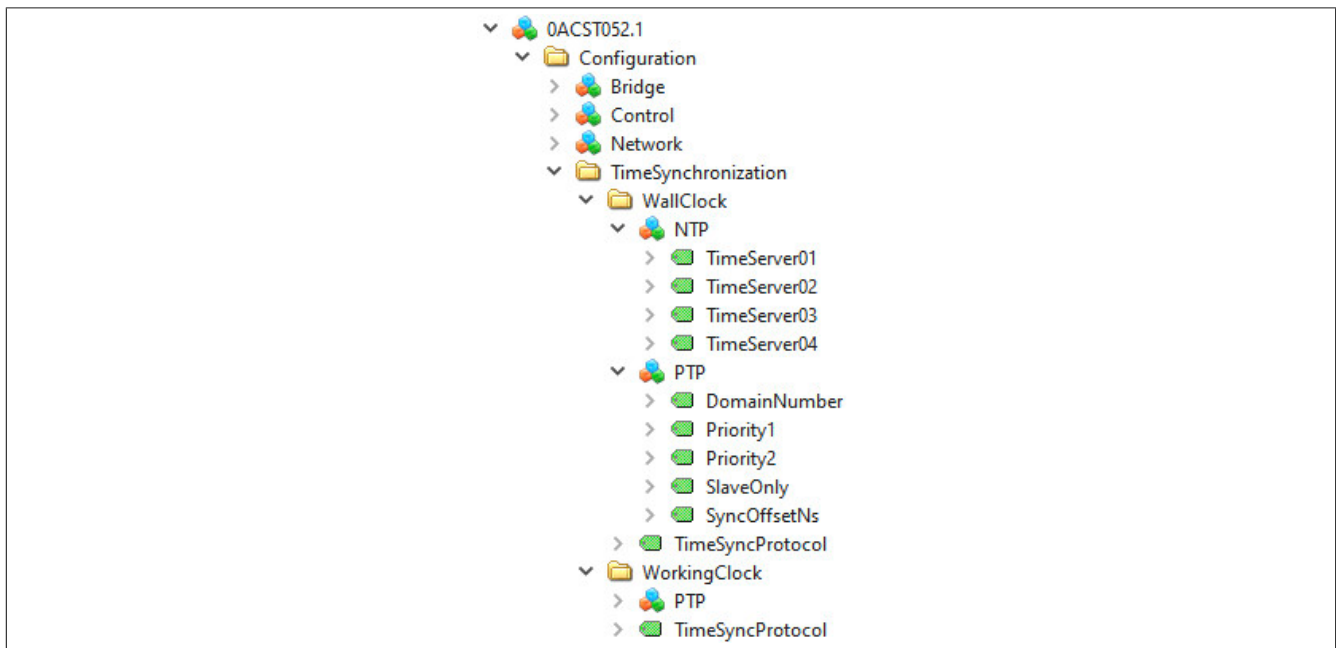 0ACST052.1
Configuration
Bridge
Control
Network
TimeSynchronization
WallClock
NTP
TimeServer01
TimeServer02
TimeServer03
TimeServer04
PTP
DomainNumber
Priority1
Priority2
SlaveOnly
SyncOffsetNs
TimeSyncProtocol
WorkingClock
PTP
TimeSyncProtocol